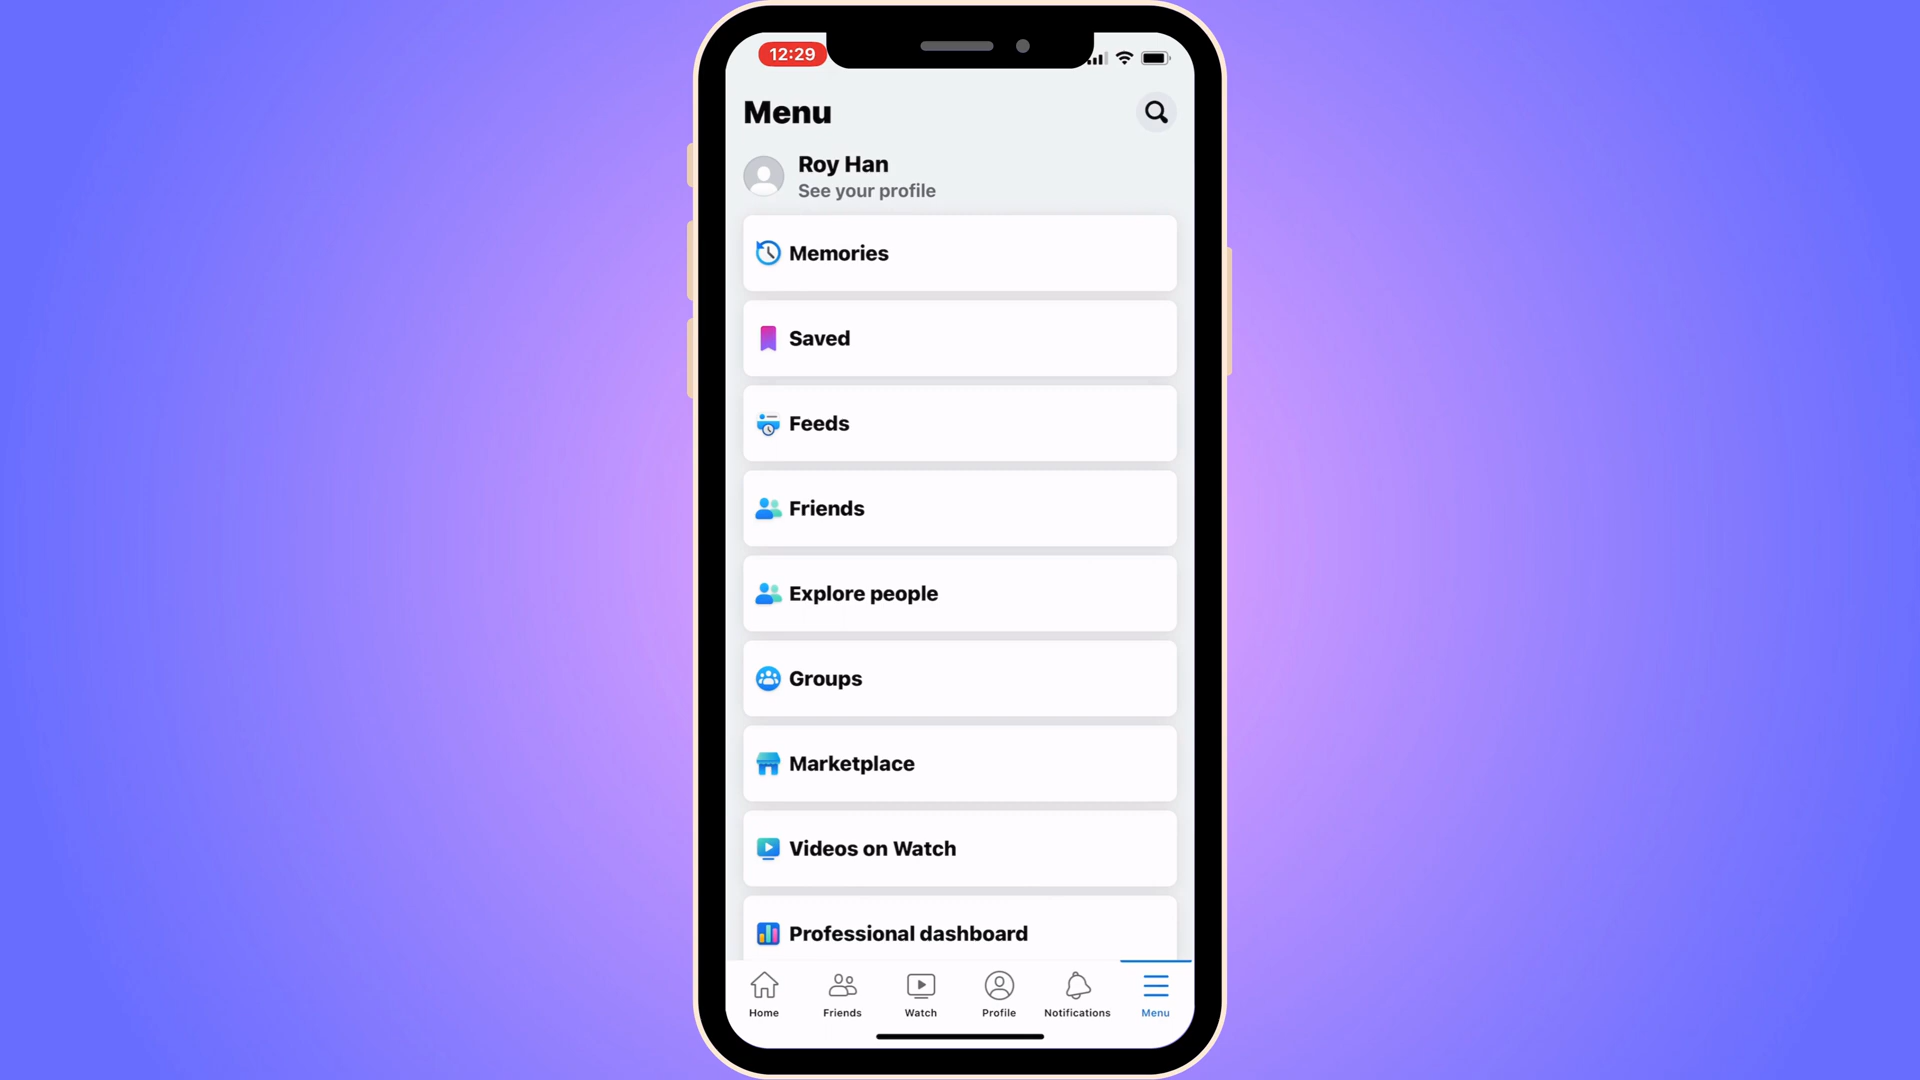 12:29
Menu
Roy Han
See your profile
Memories
Saved
Feeds
Friends
Explore people
Groups
Marketplace
Videos on Watch
Professional dashboard
Home Friends Watch Profile Notifications Menu